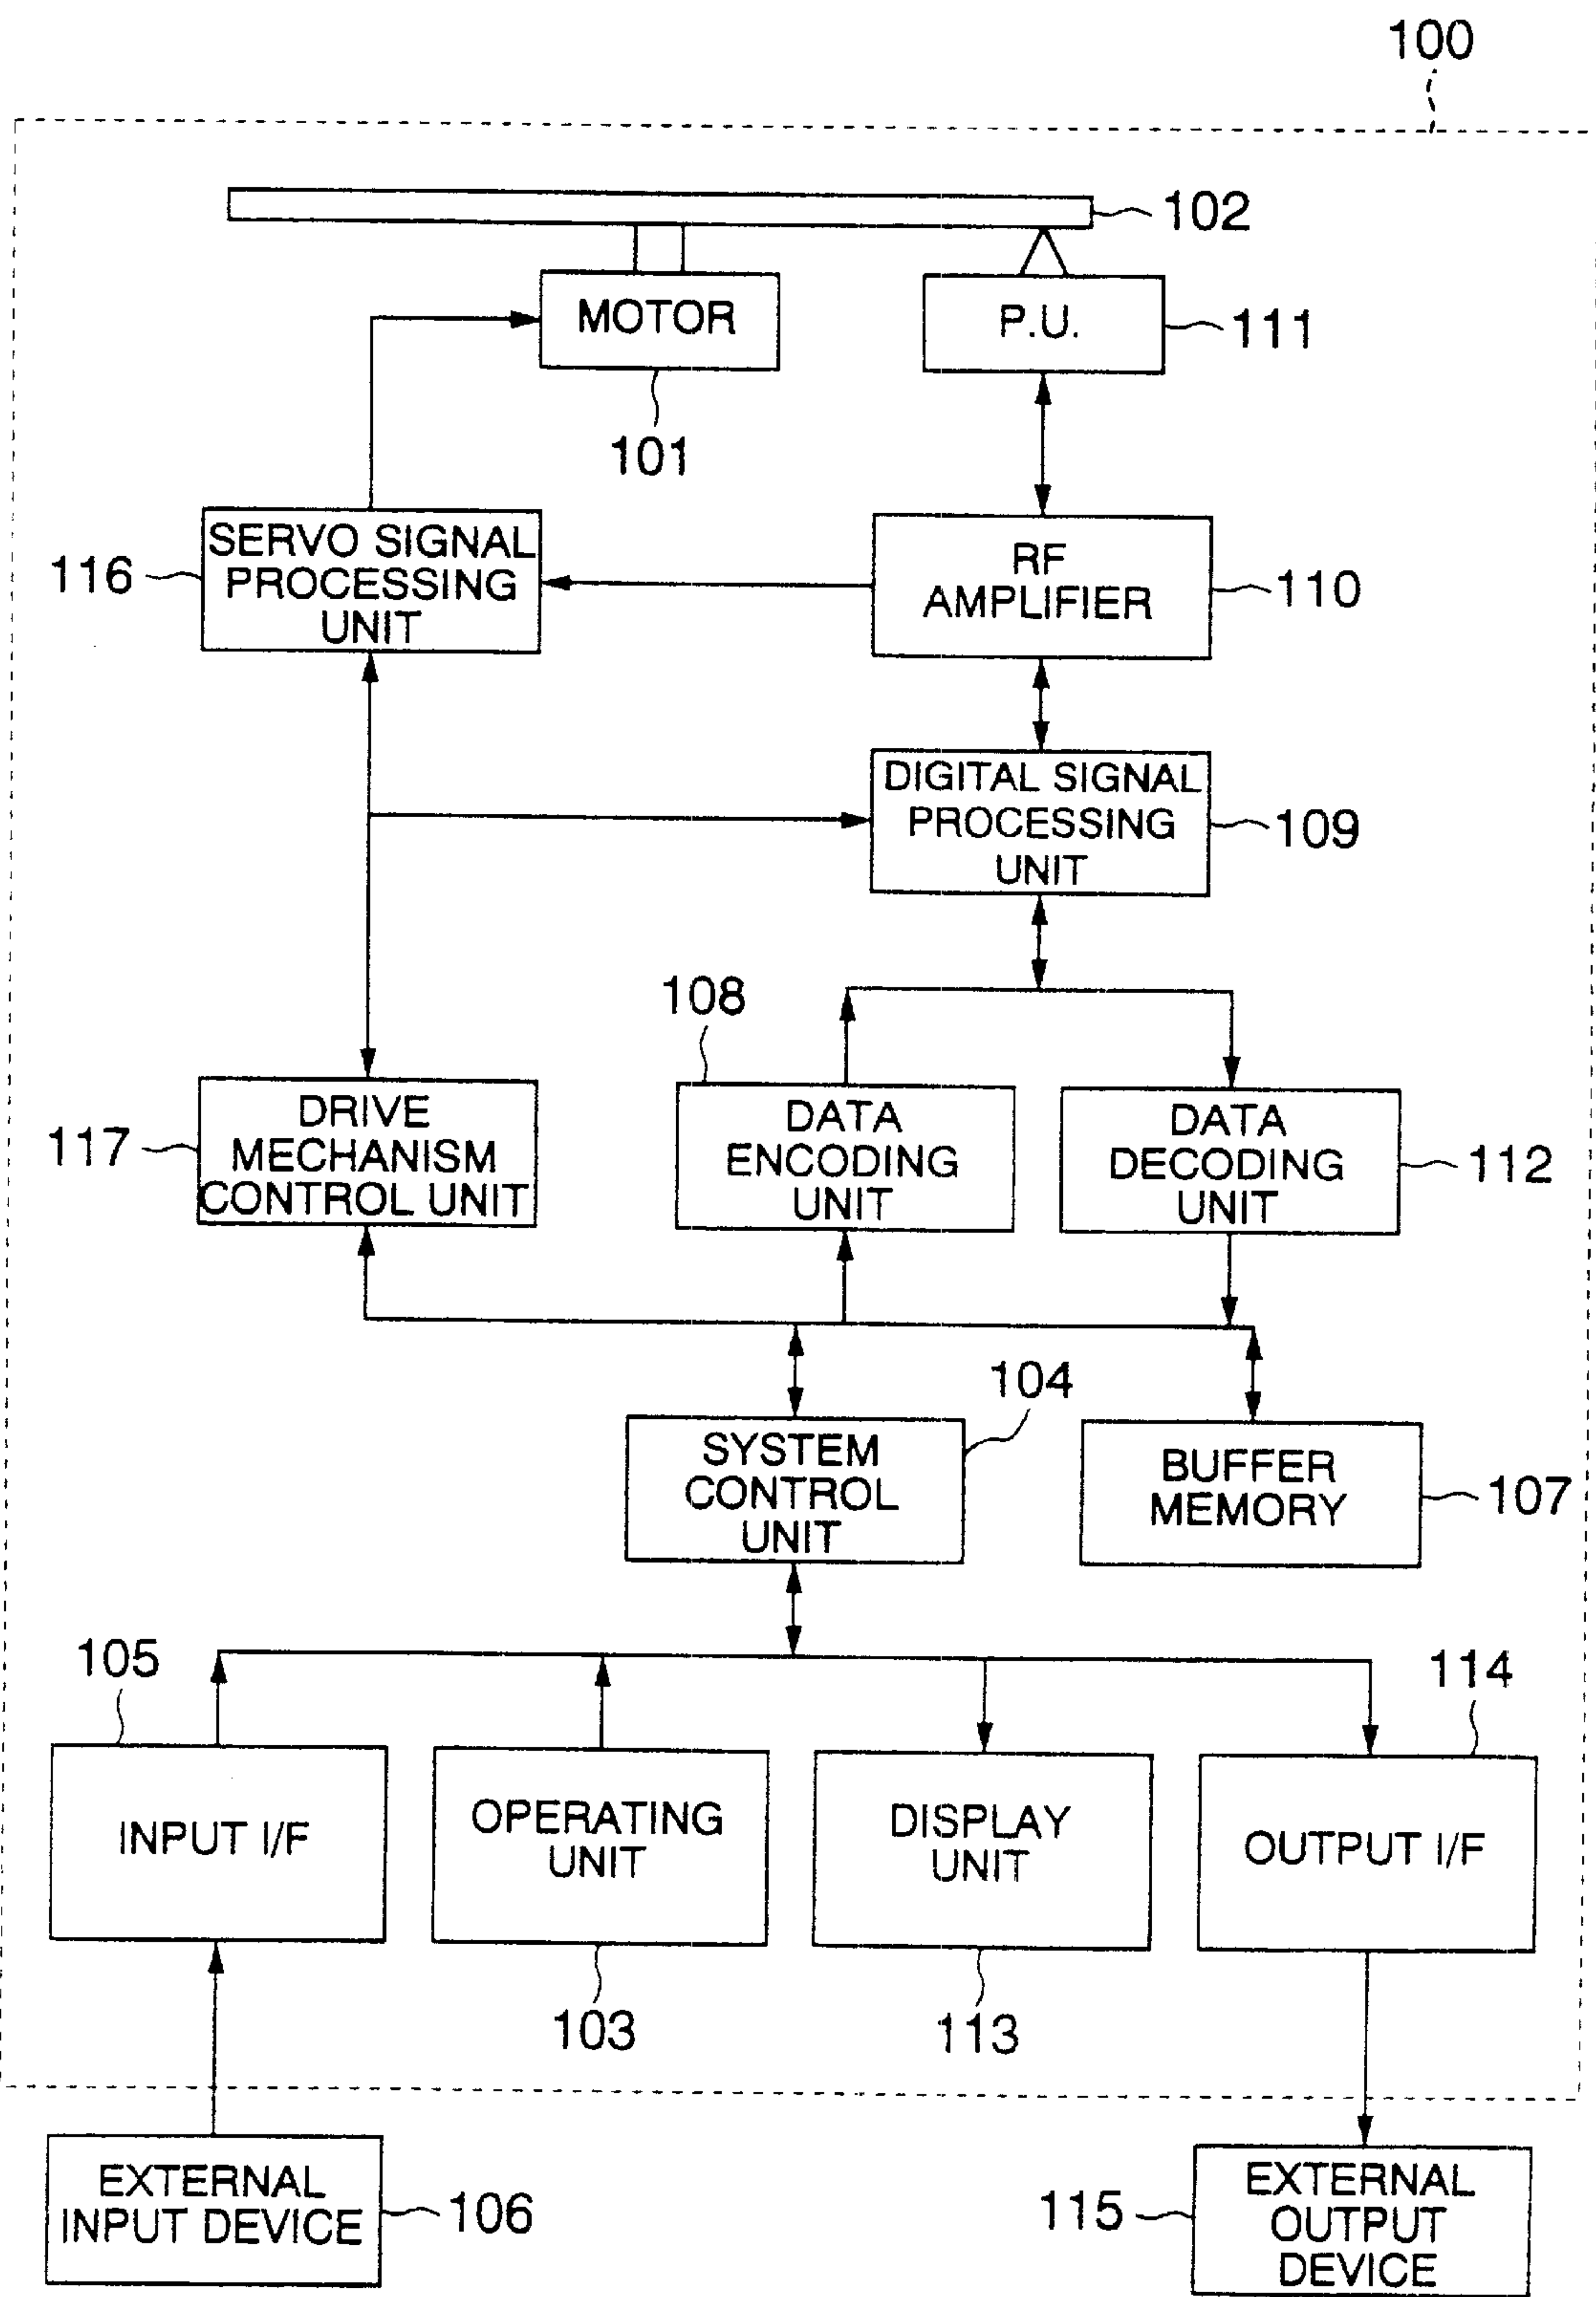 100
102
MOTOR
P.U.
111
101
SERVO SIGNAL
PROCESSING
UNIT
116
RF
AMPLIFIER
110
DIGITAL SIGNAL
PROCESSING
UNIT
109
108
DRIVE
MECHANISM
CONTROL UNIT
117
DATA
ENCODING
UNIT
DATA
DECODING
UNIT
112
104
SYSTEM
CONTROL
UNIT
BUFFER
MEMORY
107
105
114
INPUT I/F
OPERATING
UNIT
DISPLAY
UNIT
OUTPUT I/F
103
113
EXTERNAL
INPUT DEVICE
106
115
EXTERNAL
OUTPUT
DEVICE